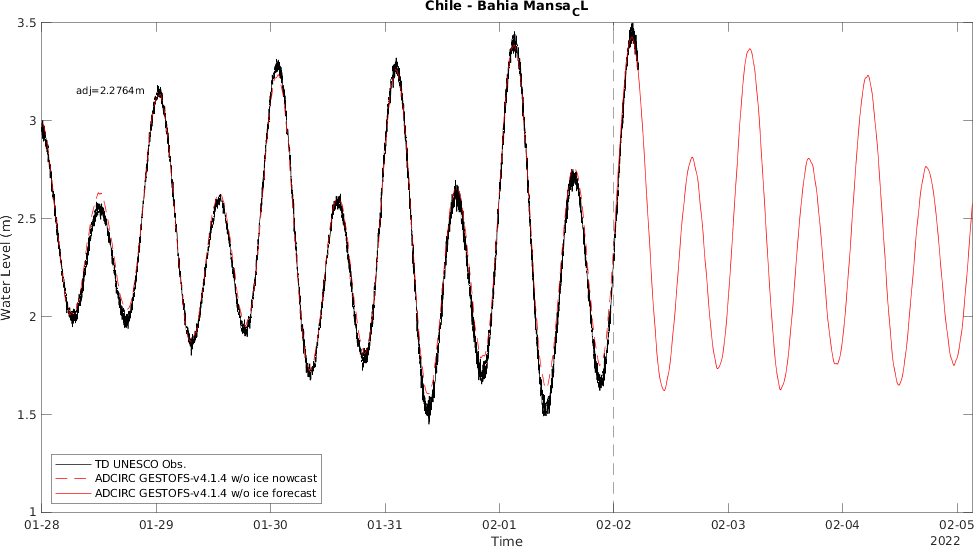 Chile - Bahia Mansa_CL
3.5
adj=2.2764m
3
2.5
Water Level (m)
2
1.5
TD UNESCO Obs.
ADCIRC GESTOFS-v4.1.4 w/o ice nowcast
ADCIRC GESTOFS-v4.1.4 w/o ice forecast
1
01-28 01-29 01-30 01-31 02-01 02-02 02-03 02-04 02-05
Time 2022